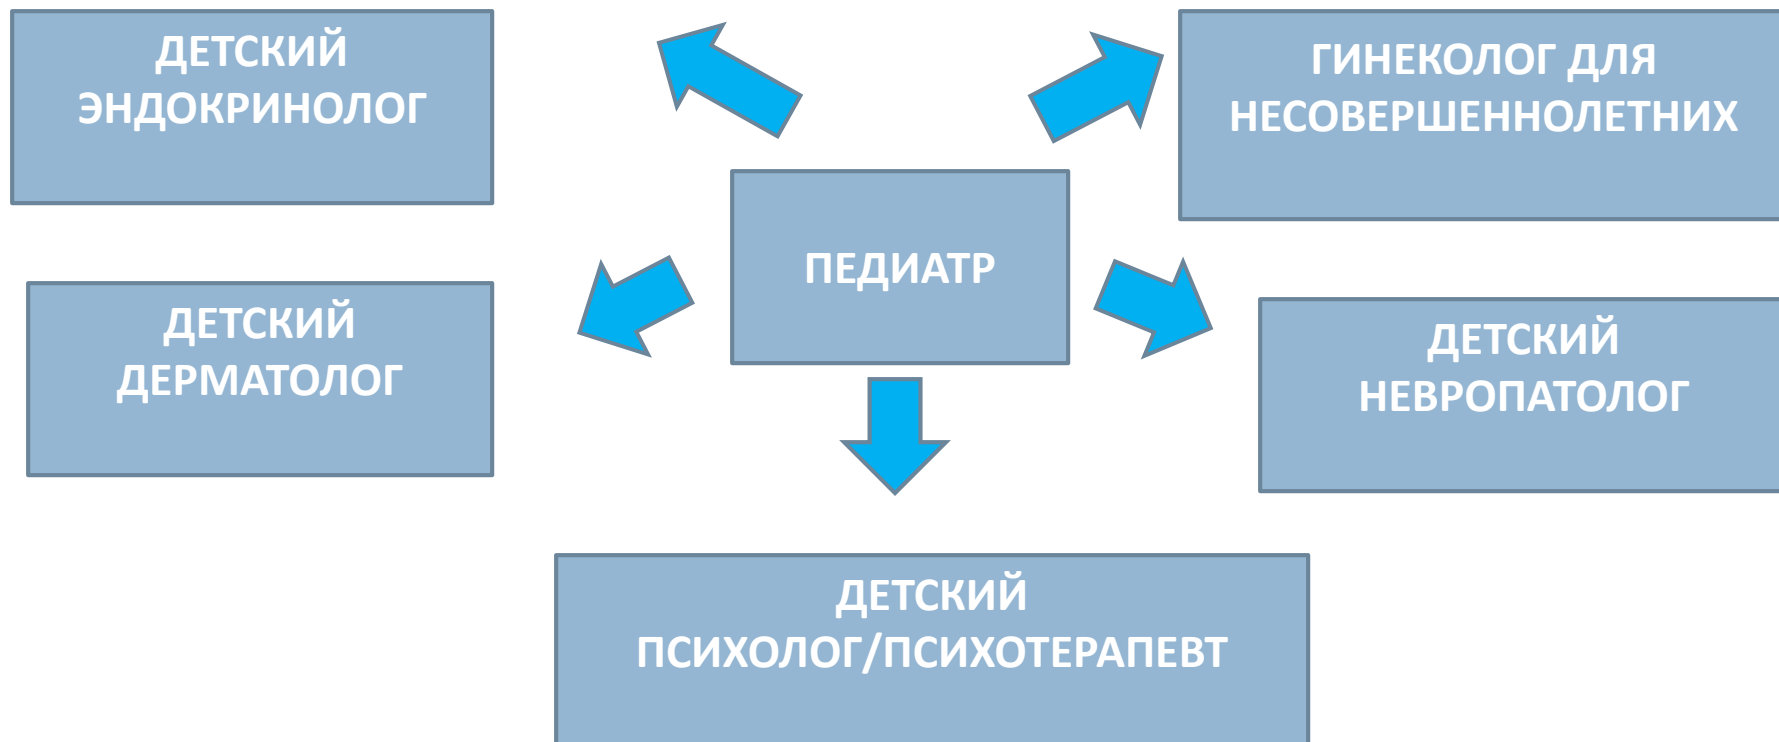 ДЕТСКИЙ
ЭНДОКРИНОЛОГ
ГИНЕКОЛОГ ДЛЯ
НЕСОВЕРШЕННОЛЕТНИХ
ПЕДИАТР
ДЕТСКИЙ
ДЕРМАТОЛОГ
ДЕТСКИЙ
НЕВРОПАТОЛОГ
ДЕТСКИЙ
ПСИХОЛОГ/ПСИХОТЕРАПЕВТ